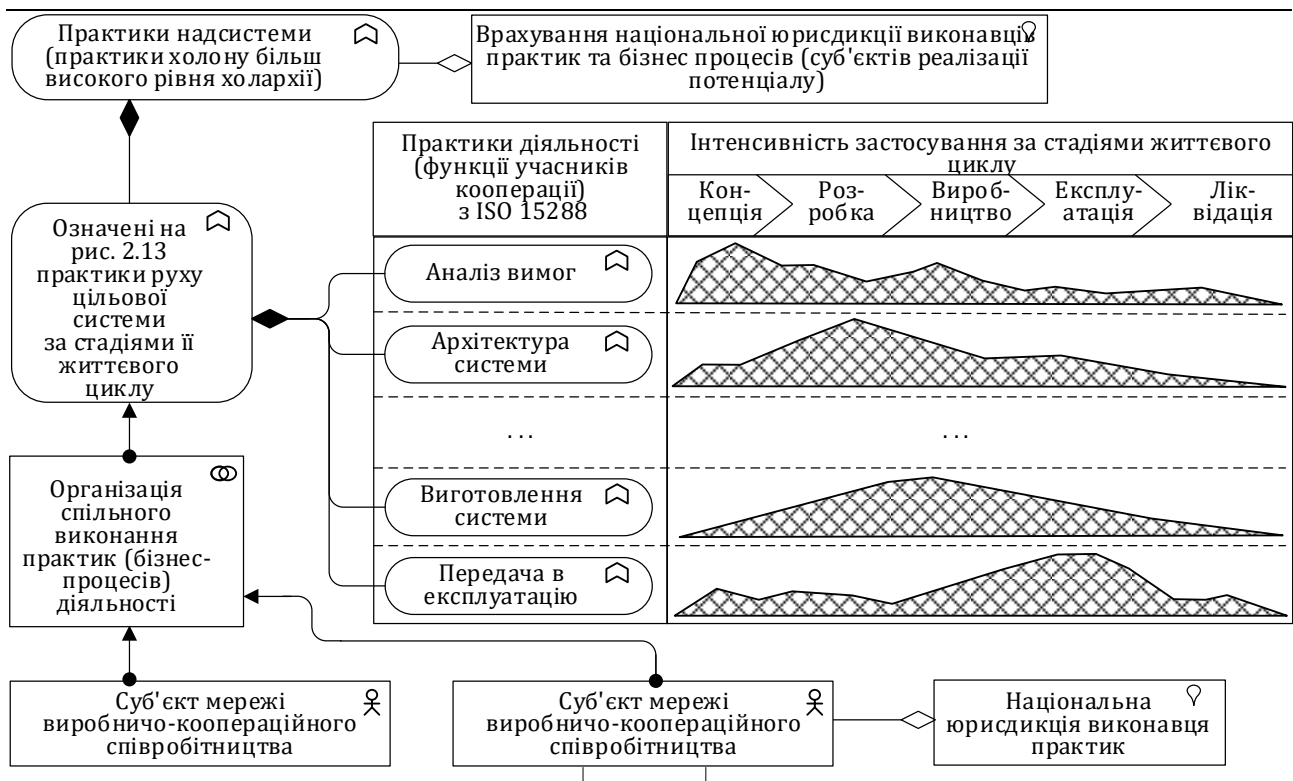 Практики надсистеми
(практики холону більш
високого рівня холархії)
Врахування національної юрисдикції виконавців
практик та бізнес процесів (суб'єктів реалізації
потенціалу)
Практики діяльності
(функції учасників
кооперації)
з ISO 15288
Інтенсивність застосування за стадіями життєвого
циклу
Кон-
цепція
Роз-
робка
Вироб-
ництво
Експлу-
атація
Лік-
відація
Означені на
рис. 2.13
практики руху
цільової
системи
за стадіями її
життєвого
циклу
Аналіз вимог
Архітектура
системи
...
...
Виготовлення
системи
Передача в
експлуатацію
Організація
спільного
виконання
практик (бізнес-
процесів)
діяльності
Суб'єкт мережі
виробничо-коопераційного
співробітництва
Суб'єкт мережі
виробничо-коопераційного
співробітництва
Національна
юрисдикція виконавця
практик